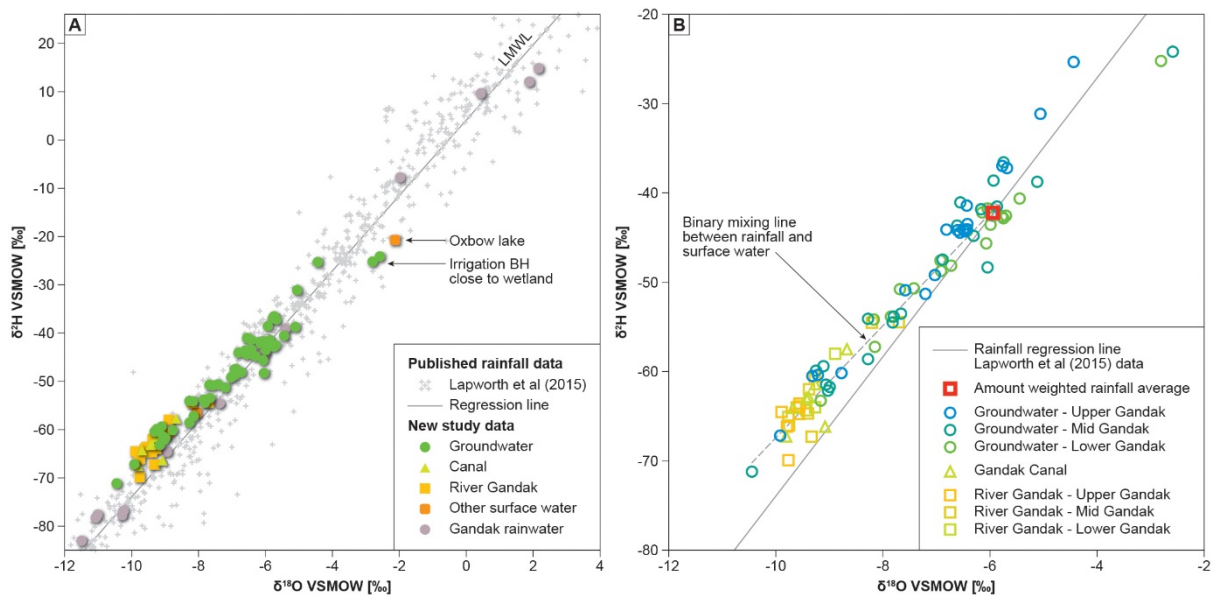 A
20
10
0
-10
-20
-30
-40
-50
-60
-70
-80
δ²H VSMOW [‰]
LMWL
Oxbow lake
Irrigation BH
close to wetland
Published rainfall data
Lapworth et al (2015)
Regression line
New study data
Groundwater
Canal
River Gandak
Other surface water
Gandak rainwater
-12
-10
-8
-6
-4
-2
0
2
4
δ¹⁸O VSMOW [‰]
B
-20
-30
-40
-50
-60
-70
-80
δ²H VSMOW [‰]
Binary mixing line
between rainfall and
surface water
Rainfall regression line
Lapworth et al (2015) data
Amount weighted rainfall average
Groundwater - Upper Gandak
Groundwater - Mid Gandak
Groundwater - Lower Gandak
Gandak Canal
River Gandak - Upper Gandak
River Gandak - Mid Gandak
River Gandak - Lower Gandak
-12
-10
-8
-6
-4
-2
δ¹⁸O VSMOW [‰]